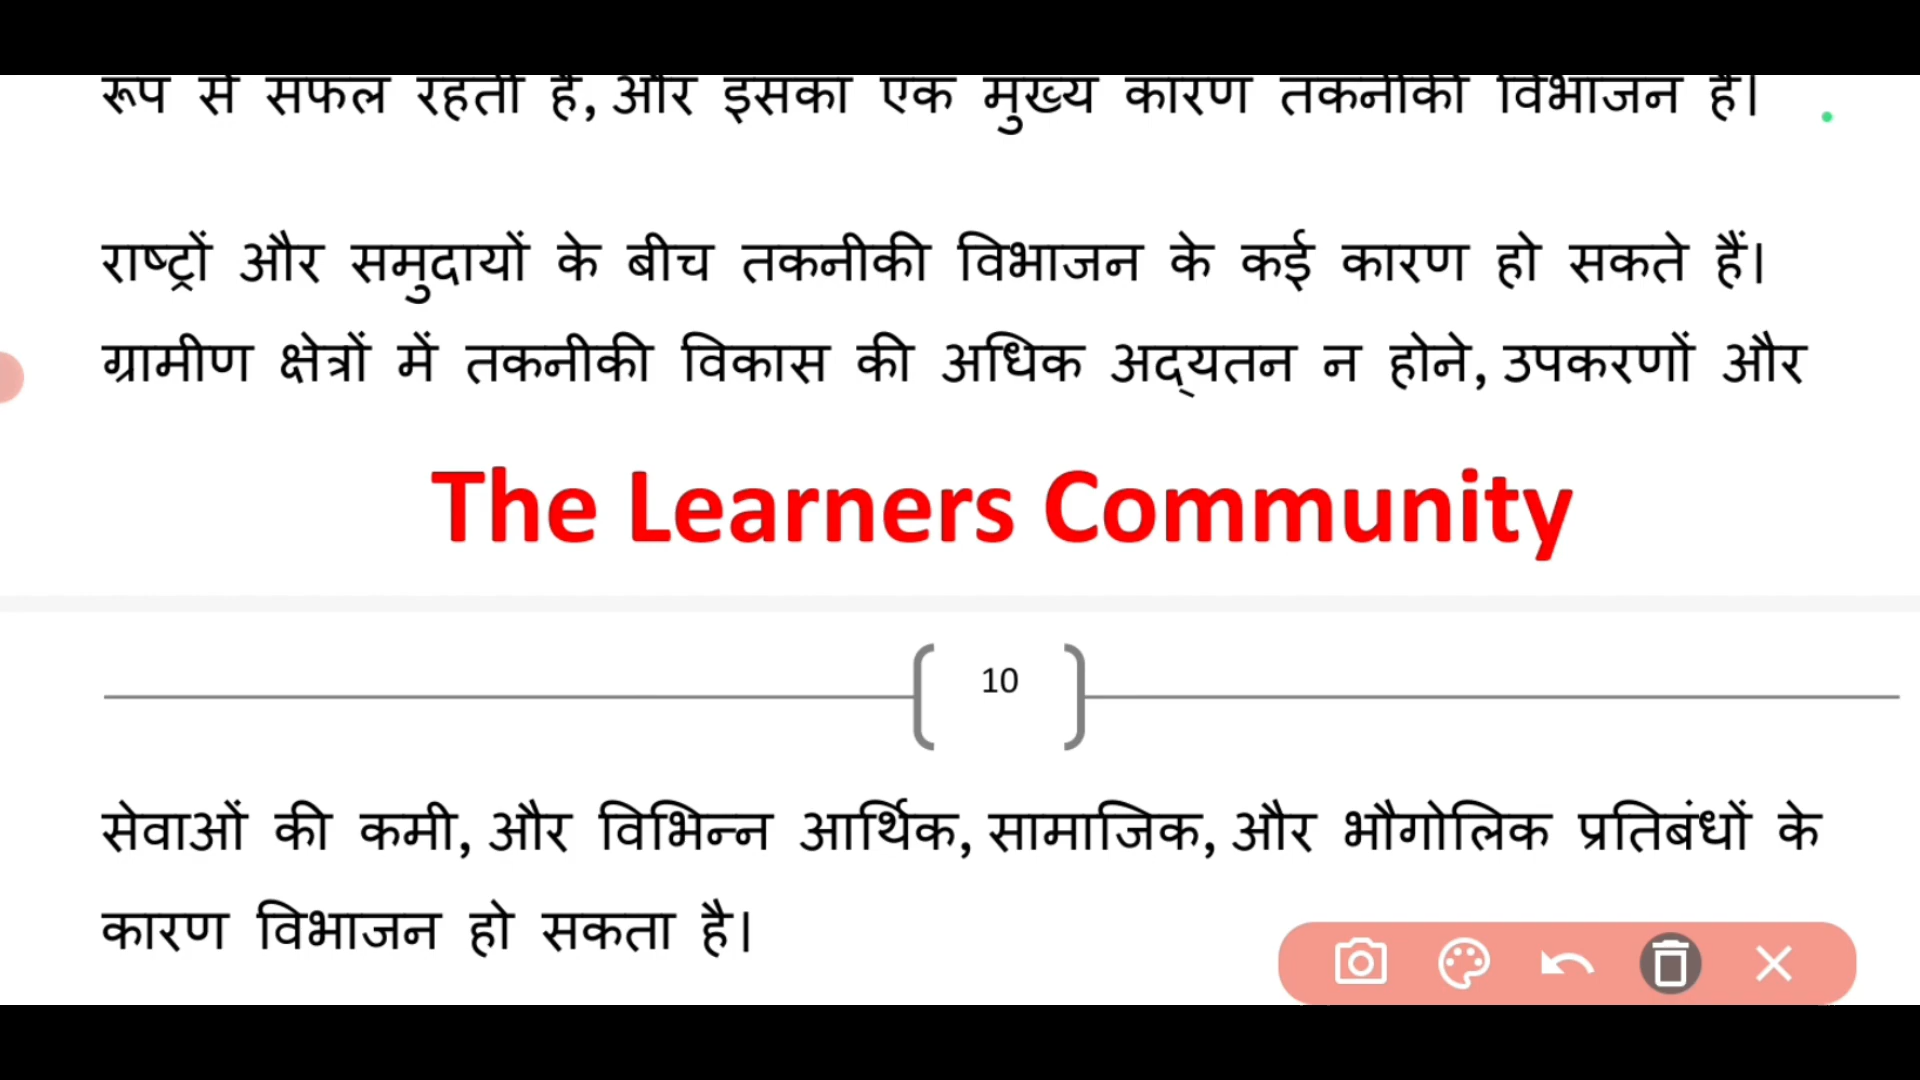 रूप से सफल रहती है, और इसका एक मुख्य कारण तकनीकी विभाजन है।
राष्ट्रों और समुदायों के बीच तकनीकी विभाजन के कई कारण हो सकते हैं।
ग्रामीण क्षेत्रों में तकनीकी विकास की अधिक अद्यतन न होने, उपकरणों और
The Learners Community
10
सेवाओं की कमी, और विभिन्न आर्थिक, सामाजिक, और भौगोलिक प्रतिबंधों के
कारण विभाजन हो सकता है।